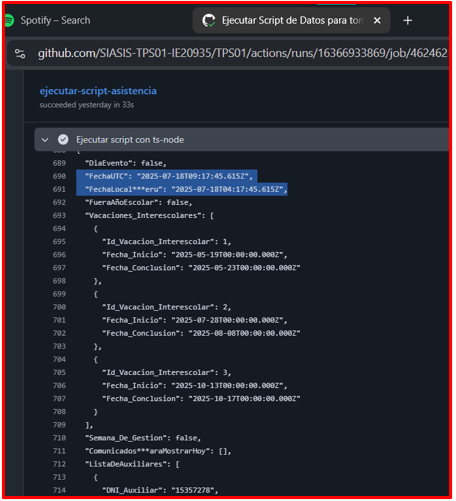 Spotify – Search
Ejecutar Script de Datos para ton
github.com/SIASIS-TPS01-IE20935/TPS01/actions/runs/16366933869/job/462462
ejecutar-script-asistencia
succeeded yesterday in 33s
Ejecutar script con ts-node
689 "DiaEvento": false,
690 "FechaUTC": "2025-07-18T09:17:45.615Z",
691 "FechaLocal***eru": "2025-07-18T04:17:45.615Z",
692 "FueraAñoEscolar": false,
693 "Vacaciones_Interescolares": [
694 {
695 "Id_Vacacion_Interescolar": 1,
696 "Fecha_Inicio": "2025-05-19T00:00:00.000Z",
697 "Fecha_Conclusion": "2025-05-23T00:00:00.000Z"
698 },
699 {
700 "Id_Vacacion_Interescolar": 2,
701 "Fecha_Inicio": "2025-07-28T00:00:00.000Z",
702 "Fecha_Conclusion": "2025-08-08T00:00:00.000Z"
703 },
704 {
705 "Id_Vacacion_Interescolar": 3,
706 "Fecha_Inicio": "2025-10-13T00:00:00.000Z",
707 "Fecha_Conclusion": "2025-10-17T00:00:00.000Z"
708 }
709 ],
710 "Semana_De_Gestion": false,
711 "Comunicados***araMostrarHoy": [],
712 "ListaDeAuxiliares": [
713 {
714 "DNI_Auxiliar": "15357278",